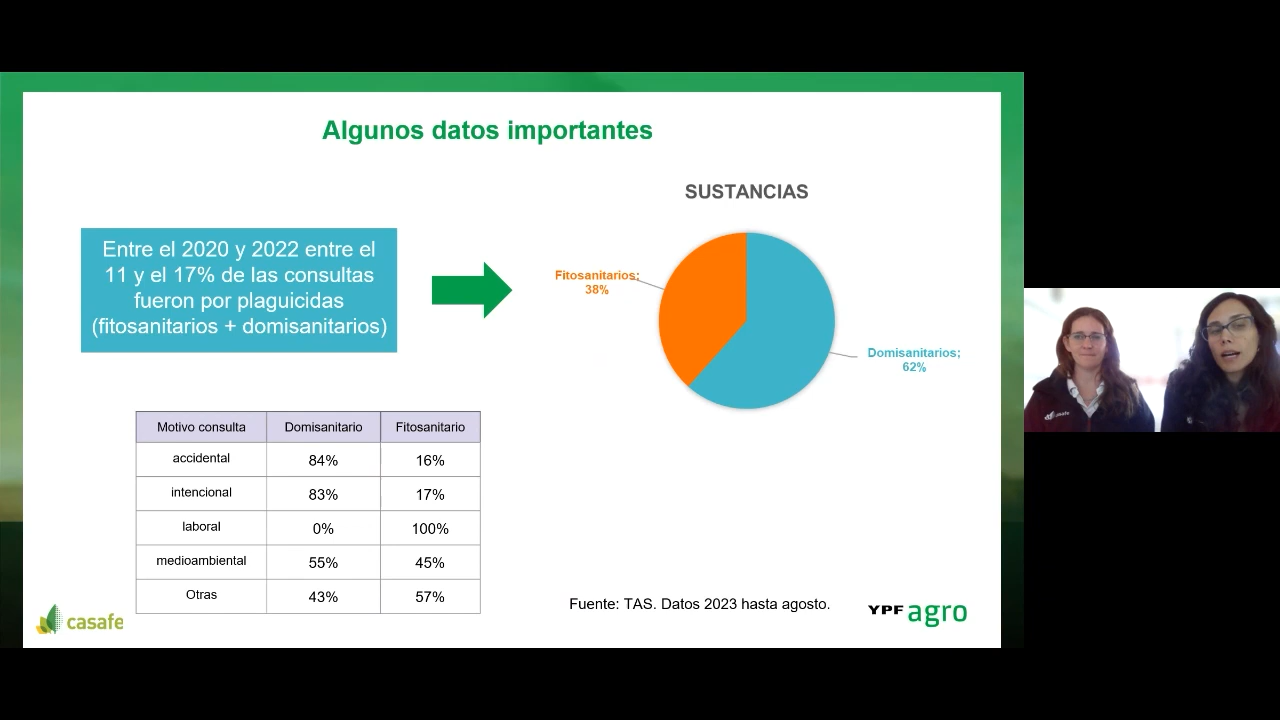 Algunos datos importantes
SUSTANCIAS
Entre el 2020 y 2022 entre el
11 y el 17% de las consultas
fueron por plaguicidas
(fitosanitarios + domisanitarios)
Fitosanitarios;
38%
Domisanitarios;
62%
Motivo consulta Domisanitario Fitosanitario
accidental 84% 16%
intencional 83% 17%
laboral 0% 100%
medioambiental 55% 45%
Otras 43% 57%
Fuente: TAS. Datos 2023 hasta agosto.
casafe
YPF agro
casafe